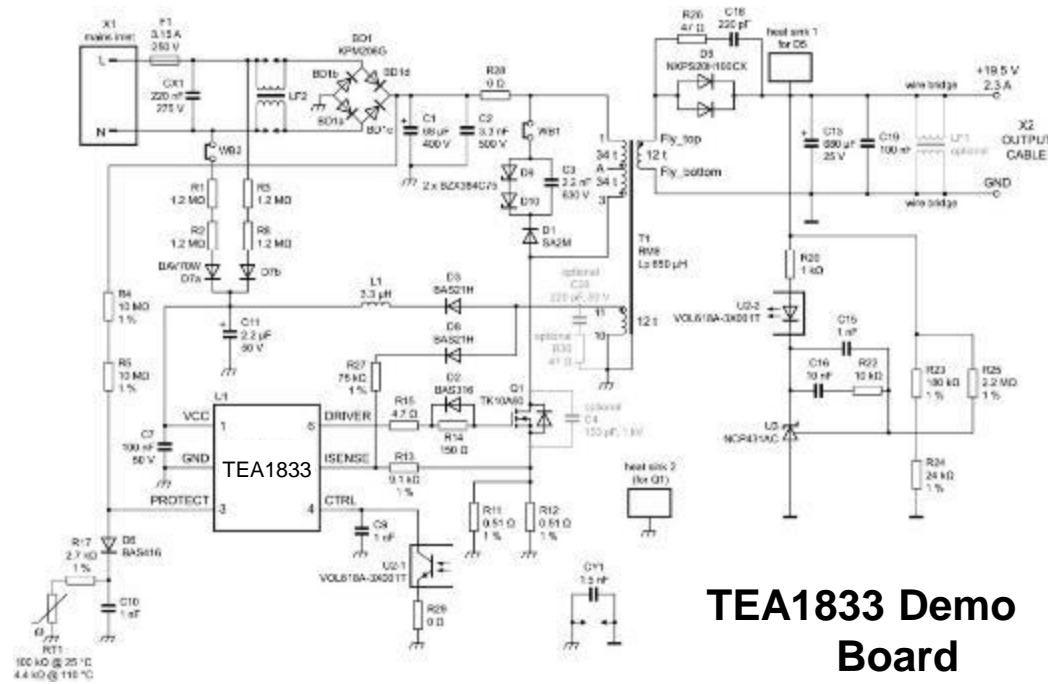 X1
mains inlet
F1
3.15 A
250 V
L
N
CX1
220 nF
275 V
LF2
BD1
KPM206G
BD1b
BD1d
BD1a
BD1c
R28
0 Ω
C1
68 µF
400 V
C2
3.3 nF
500 V
WB1
WB2
2 x BZX384C75
D9
D10
C3
2.2 nF
630 V
D1
SA2M
1
34 t
A
34 t
3
12 t
Fly_top
Fly_bottom
T1
RM8
Lp 650 µH
R26
47 Ω
C18
220 pF
D5
NXPS20H100CX
heat sink 1
for D5
+19.5 V
2.3 A
wire bridge
C13
680 µF
25 V
C19
100 nF
LF1
optional
X2
OUTPUT
CABLE
GND
wire bridge
R1
1.2 MΩ
R3
1.2 MΩ
R2
1.2 MΩ
1.2 MΩ
BAV70W
D7a
D7b
R4
10 MΩ
1 %
R5
10 MΩ
1 %
C11
2.2 µF
50 V
L1
3.3 µH
D3
BAS21H
BAS21H
R27
75 kΩ
1 %
D2
BAS316
R15
4.7 Ω
R14
150 Ω
Q1
TK10A60
optional
C4
optional
optional
R30
11
12 t
10
VCC
1
DRIVER
6
C7
100 nF
50 V
GND
TEA1833
ISENSE
PROTECT
3
CTRL
4
R13
9.1 kΩ
1 %
R11
0.51 Ω
1 %
R12
0.51 Ω
1 %
C9
1 nF
U2-1
VOL618A-3X001T
R29
0 Ω
R17
2.7 kΩ
1 %
BAS416
C10
1 nF
RT1
100 kΩ @ 25 °C
4.4 kΩ @ 110 °C
heat sink 2
(for Q1)
CY1
1.5 nF
R20
1 kΩ
U2-2
VOL618A-3X001T
C15
1 nF
C16
10 nF
R22
10 kΩ
U3
NCP431AC
R23
180 kΩ
1 %
R25
2.2 MΩ
1 %
R24
24 kΩ
1 %
TEA1833 Demo
Board